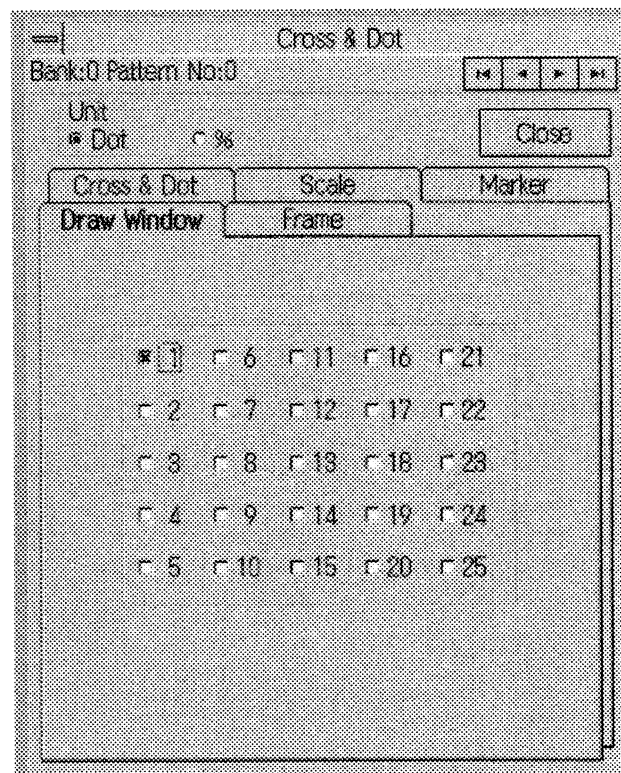 Cross & Dot
Bank:0 Pattern No:0
Unit
Dot %
Close
Cross & Dot Scale Marker
Draw Window Frame
1 6 11 16 21
2 7 12 17 22
3 8 13 18 23
4 9 14 19 24
5 10 15 20 25